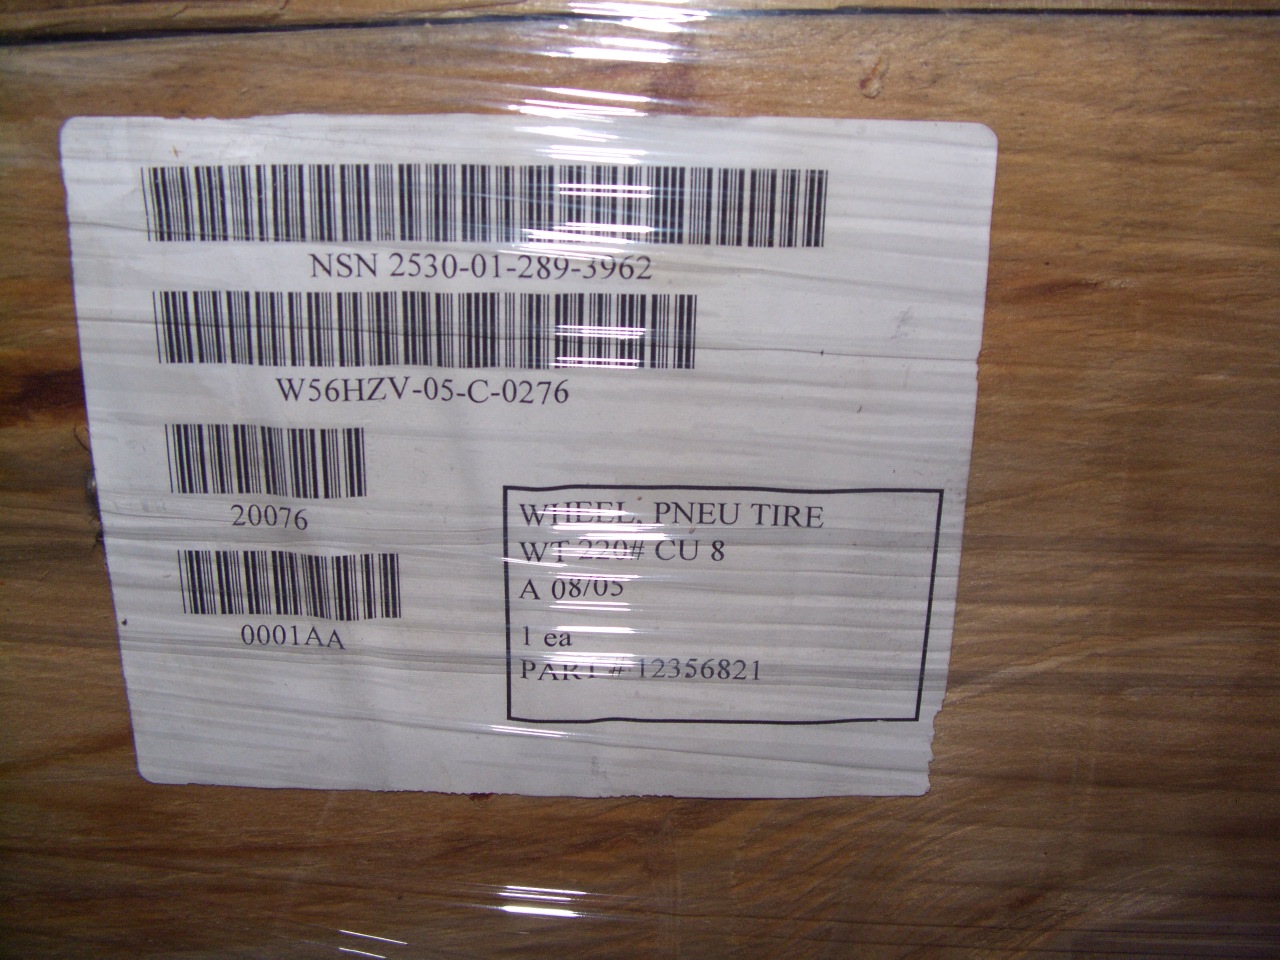 NSN 2530-01-289-3962
W56HZV-05-C-0276
20076
0001AA
WHEEL, PNEU TIRE
WT 220# CU 8
A 08/05
1 ea
PART # 12356821